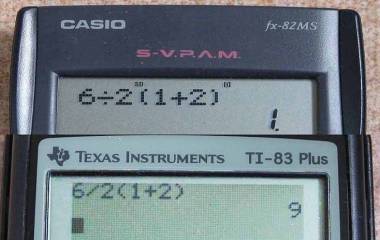 CASIO fx-82MS
S-V.P.A.M.
6÷2(1+2)
1.
TEXAS INSTRUMENTS TI-83 Plus
6/2(1+2)
9